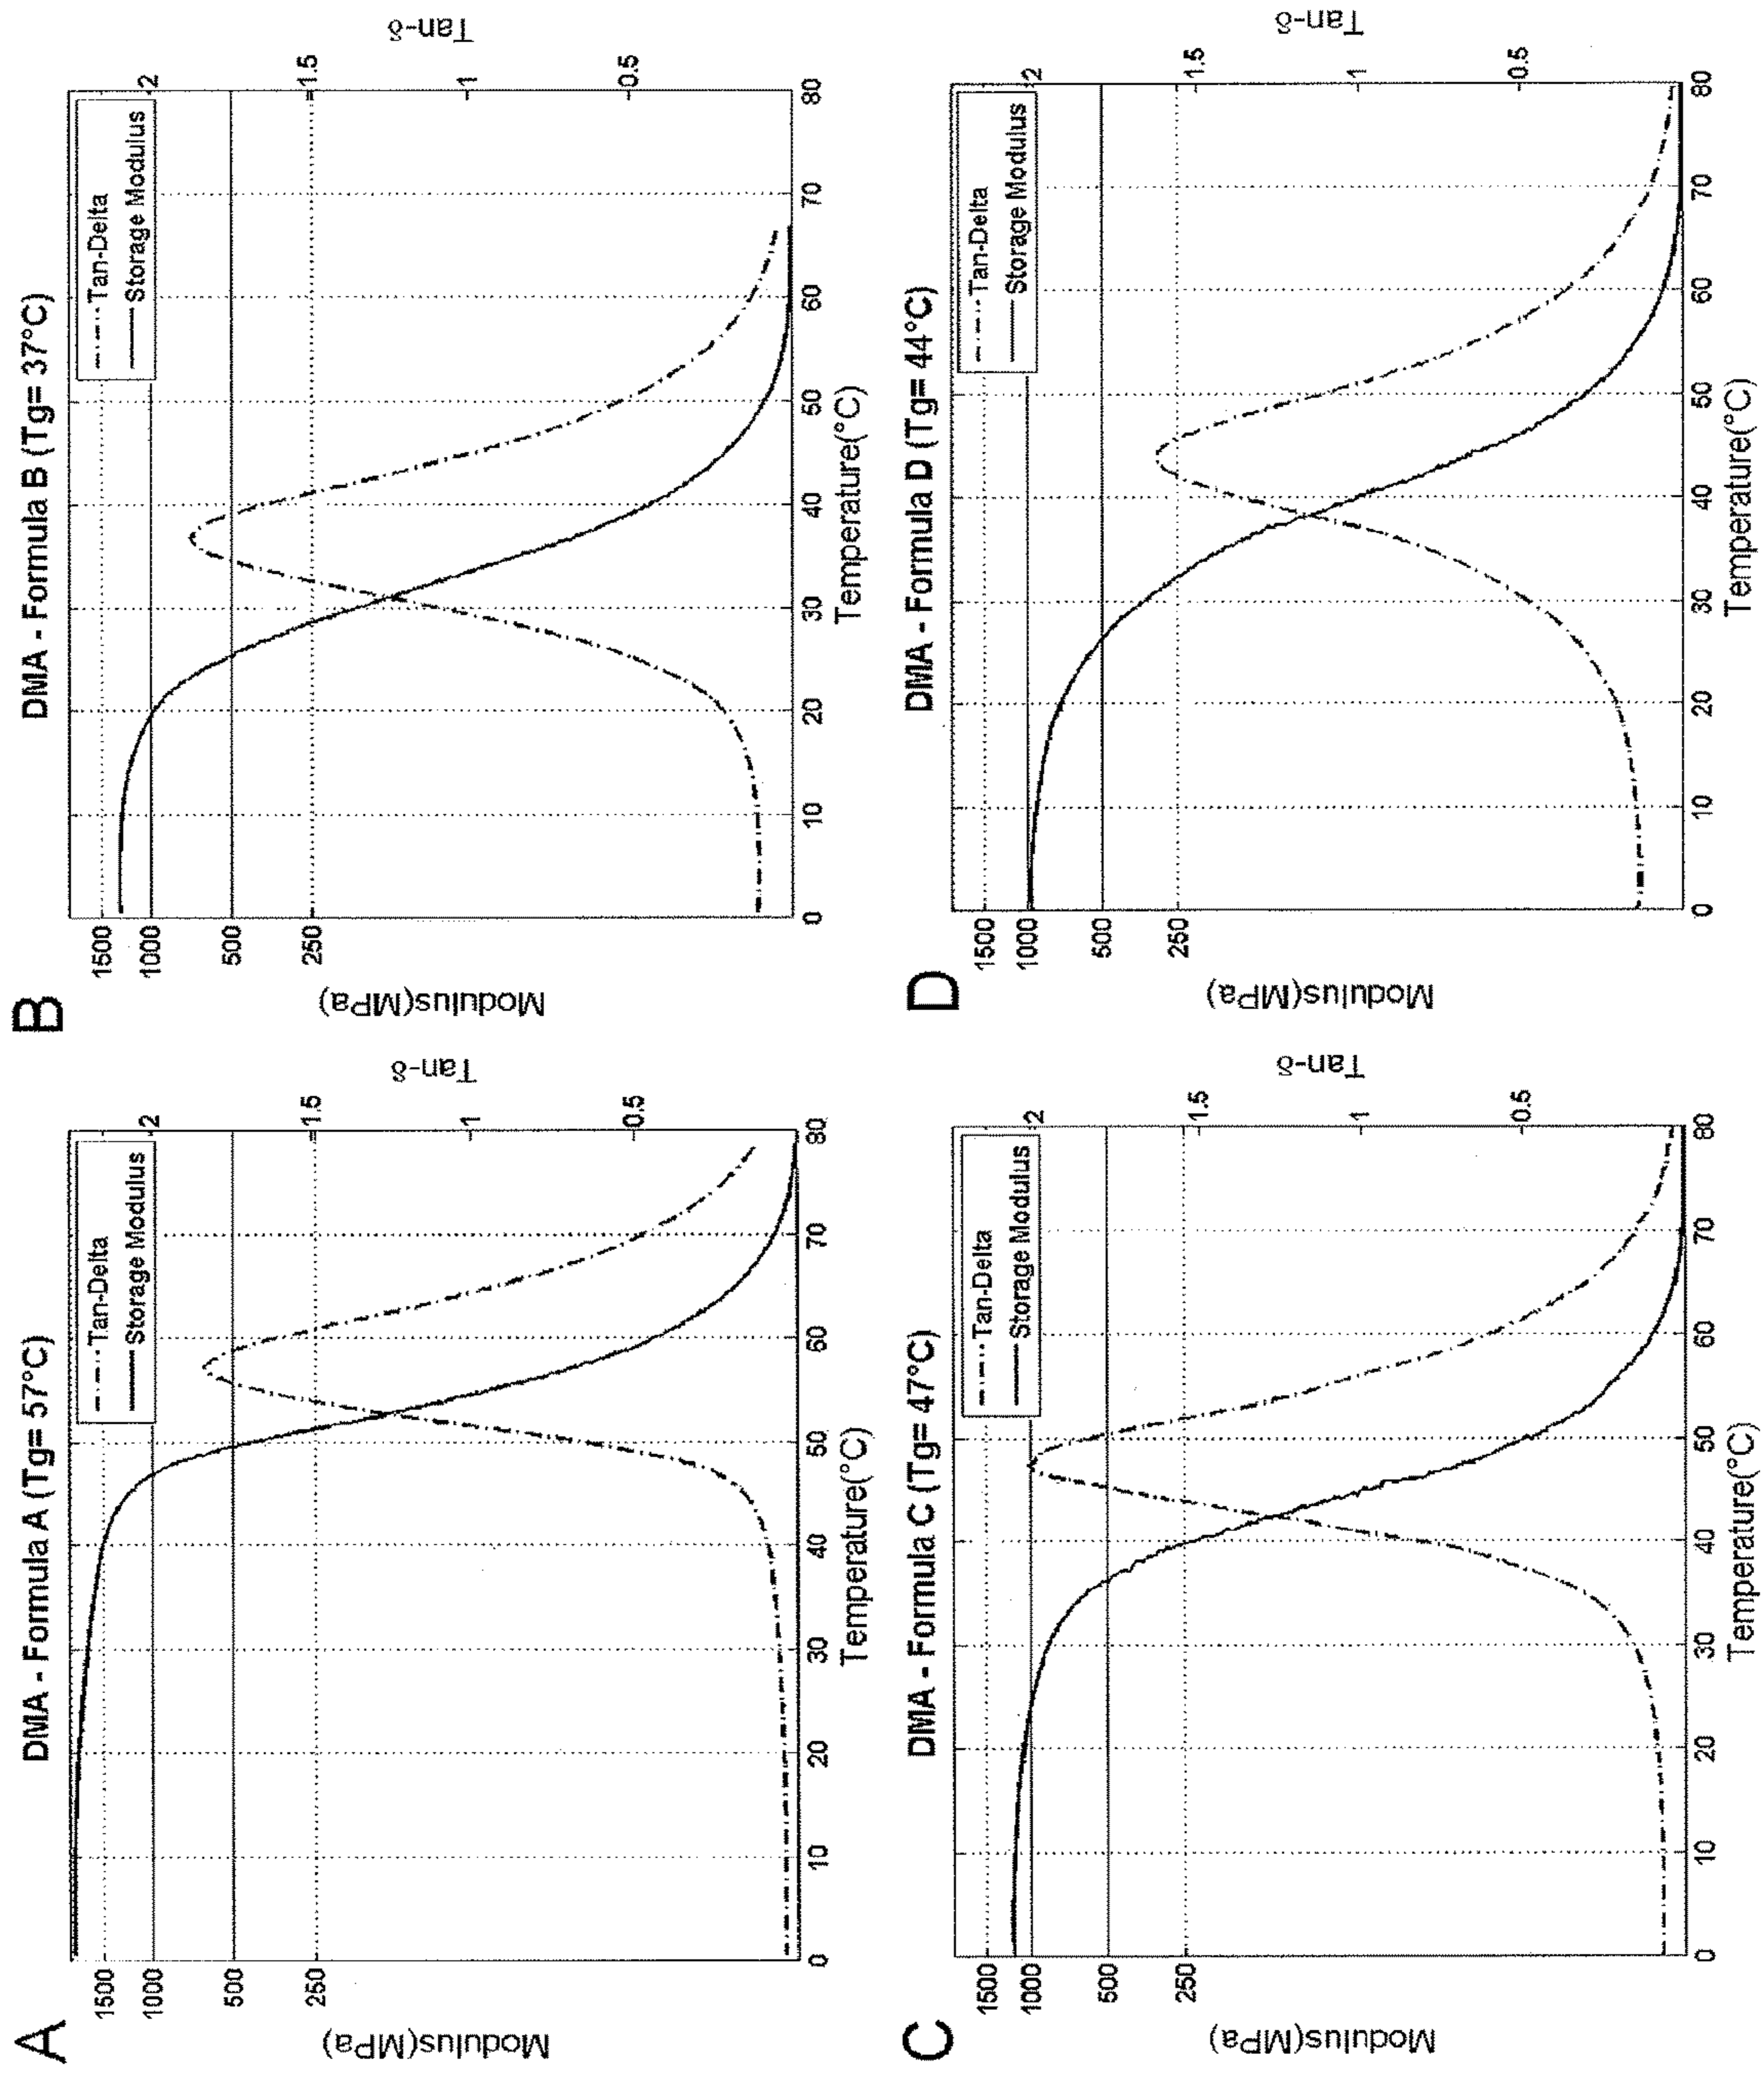 A
DMA - Formula A (Tg= 57°C)
Tan-Delta
Storage Modulus
1500
1000
500
250
Modulus(MPa)
2
1.5
1
0.5
Tan-δ
0 10 20 30 40 50 60 70 80
Temperature(°C)
B
DMA - Formula B (Tg= 37°C)
Tan-Delta
Storage Modulus
1500
1000
500
250
Modulus(MPa)
2
1.5
1
0.5
Tan-δ
0 10 20 30 40 50 60 70 80
Temperature(°C)
C
DMA - Formula C (Tg= 47°C)
Tan-Delta
Storage Modulus
1500
1000
500
250
Modulus(MPa)
2
1.5
1
0.5
Tan-δ
0 10 20 30 40 50 60 70 80
Temperature(°C)
D
DMA - Formula D (Tg= 44°C)
Tan-Delta
Storage Modulus
1500
1000
500
250
Modulus(MPa)
2
1.5
1
0.5
Tan-δ
0 10 20 30 40 50 60 70 80
Temperature(°C)